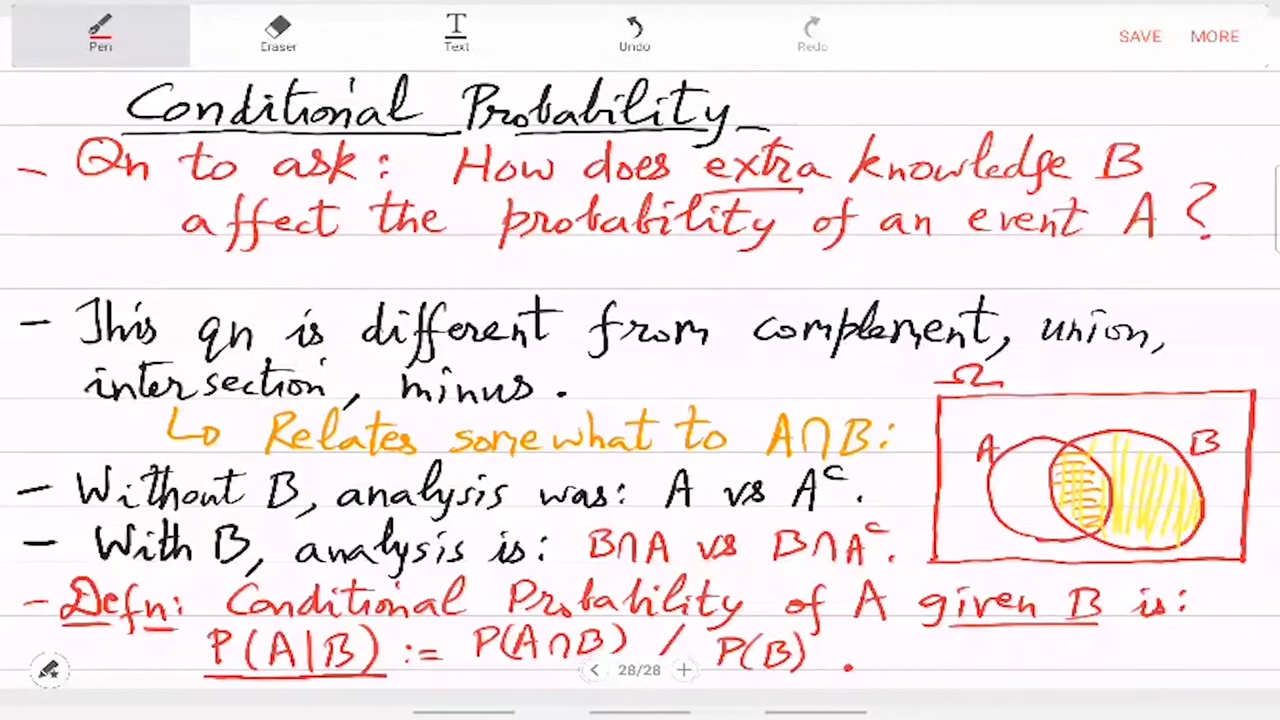 Pen Eraser Text Undo Redo SAVE MORE
Conditional Probability
- Qn to ask: How does extra knowledge B
affect the probability of an event A?
- This qn is different from complement, union,
intersection, minus.
Ω
↳ Relates somewhat to A∩B:
A B
- Without B, analysis was: A vs Aᶜ.
- With B, analysis is: B∩A vs B∩Aᶜ.
- Defn: Conditional Probability of A given B is:
P(A|B) := P(A∩B) / P(B).
28/28